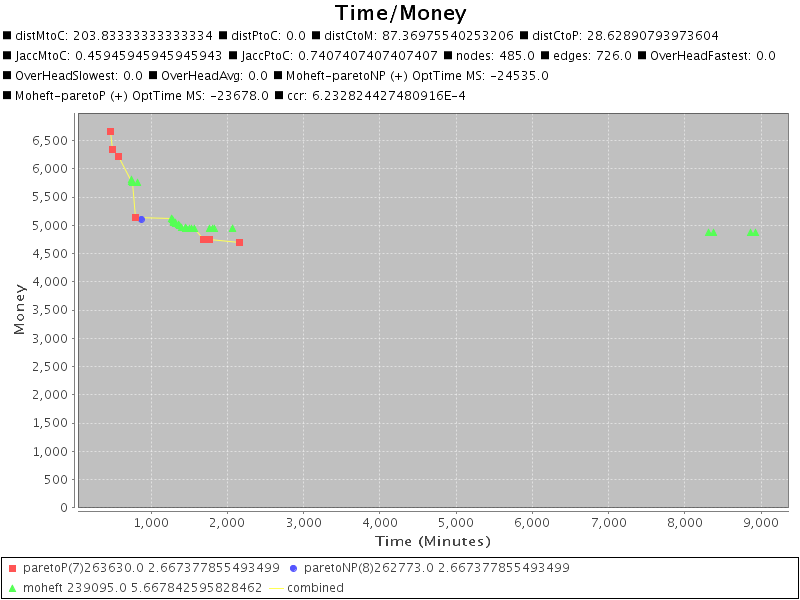 Time/Money
distMtoC: 203.83333333333334 distPtoC: 0.0 distCtoM: 87.36975540253206 distCtoP: 28.62890793973604
JaccMtoC: 0.45945945945945943 JaccPtoC: 0.7407407407407407 nodes: 485.0 edges: 726.0 OverHeadFastest: 0.0
OverHeadSlowest: 0.0 OverHeadAvg: 0.0 Moheft-paretoNP (+) OptTime MS: -24535.0
Moheft-paretoP (+) OptTime MS: -23678.0 ccr: 6.232824427480916E-4
6,500
6,000
5,500
5,000
4,500
4,000
3,500
3,000
2,500
2,000
1,500
1,000
500
0
Money
1,000 2,000 3,000 4,000 5,000 6,000 7,000 8,000 9,000
Time (Minutes)
paretoP(7)263630.0 2.667377855493499 paretoNP(8)262773.0 2.667377855493499
moheft 239095.0 5.667842595828462 combined